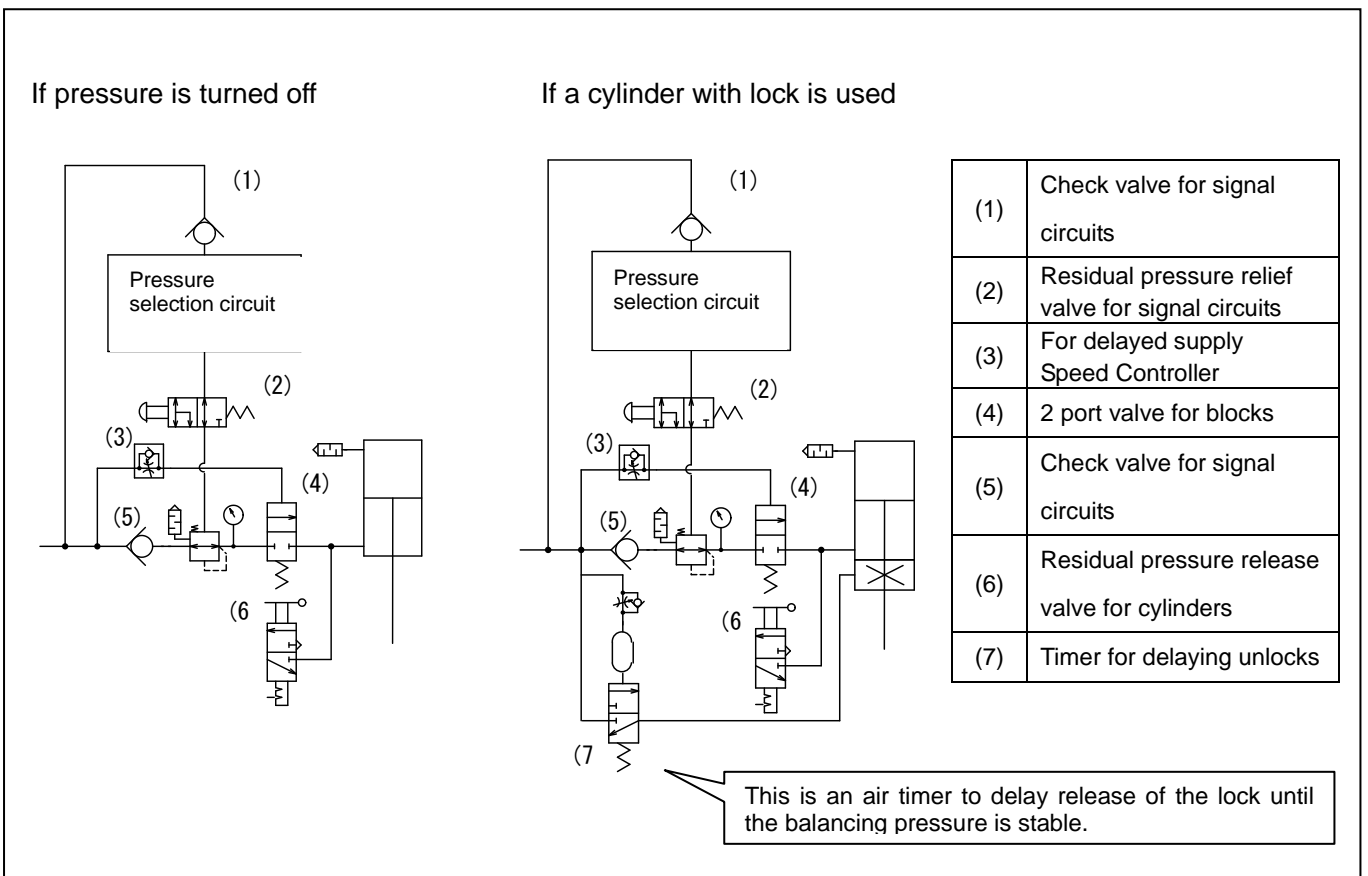 If pressure is turned off
(1)
Pressure
selection circuit
(2)
(3)
(4)
(5)
(6
If a cylinder with lock is used
(1)
Pressure
selection circuit
(2)
(3)
(4)
(5)
(6
(7
(1) Check valve for signal
circuits
(2) Residual pressure relief
valve for signal circuits
(3) For delayed supply
Speed Controller
(4) 2 port valve for blocks
(5) Check valve for signal
circuits
(6) Residual pressure release
valve for cylinders
(7) Timer for delaying unlocks
This is an air timer to delay release of the lock until
the balancing pressure is stable.